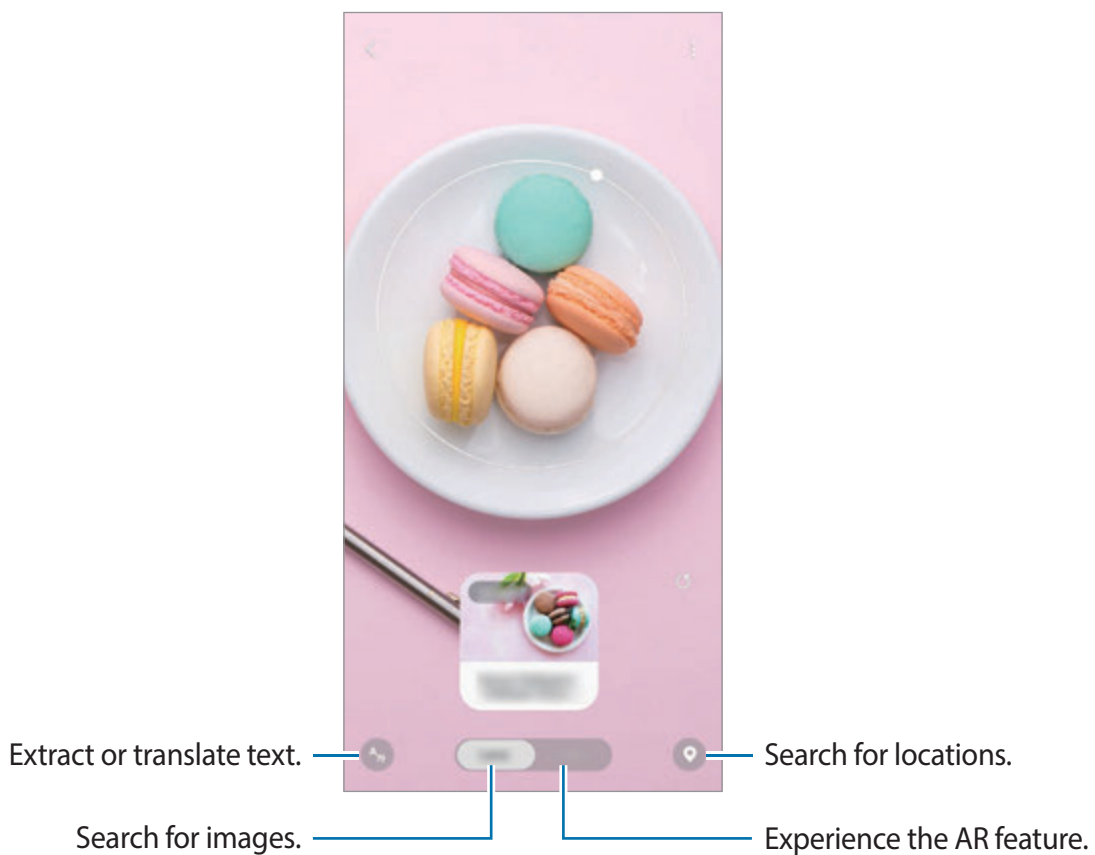 Extract or translate text.
Search for locations.
Search for images.
Experience the AR feature.